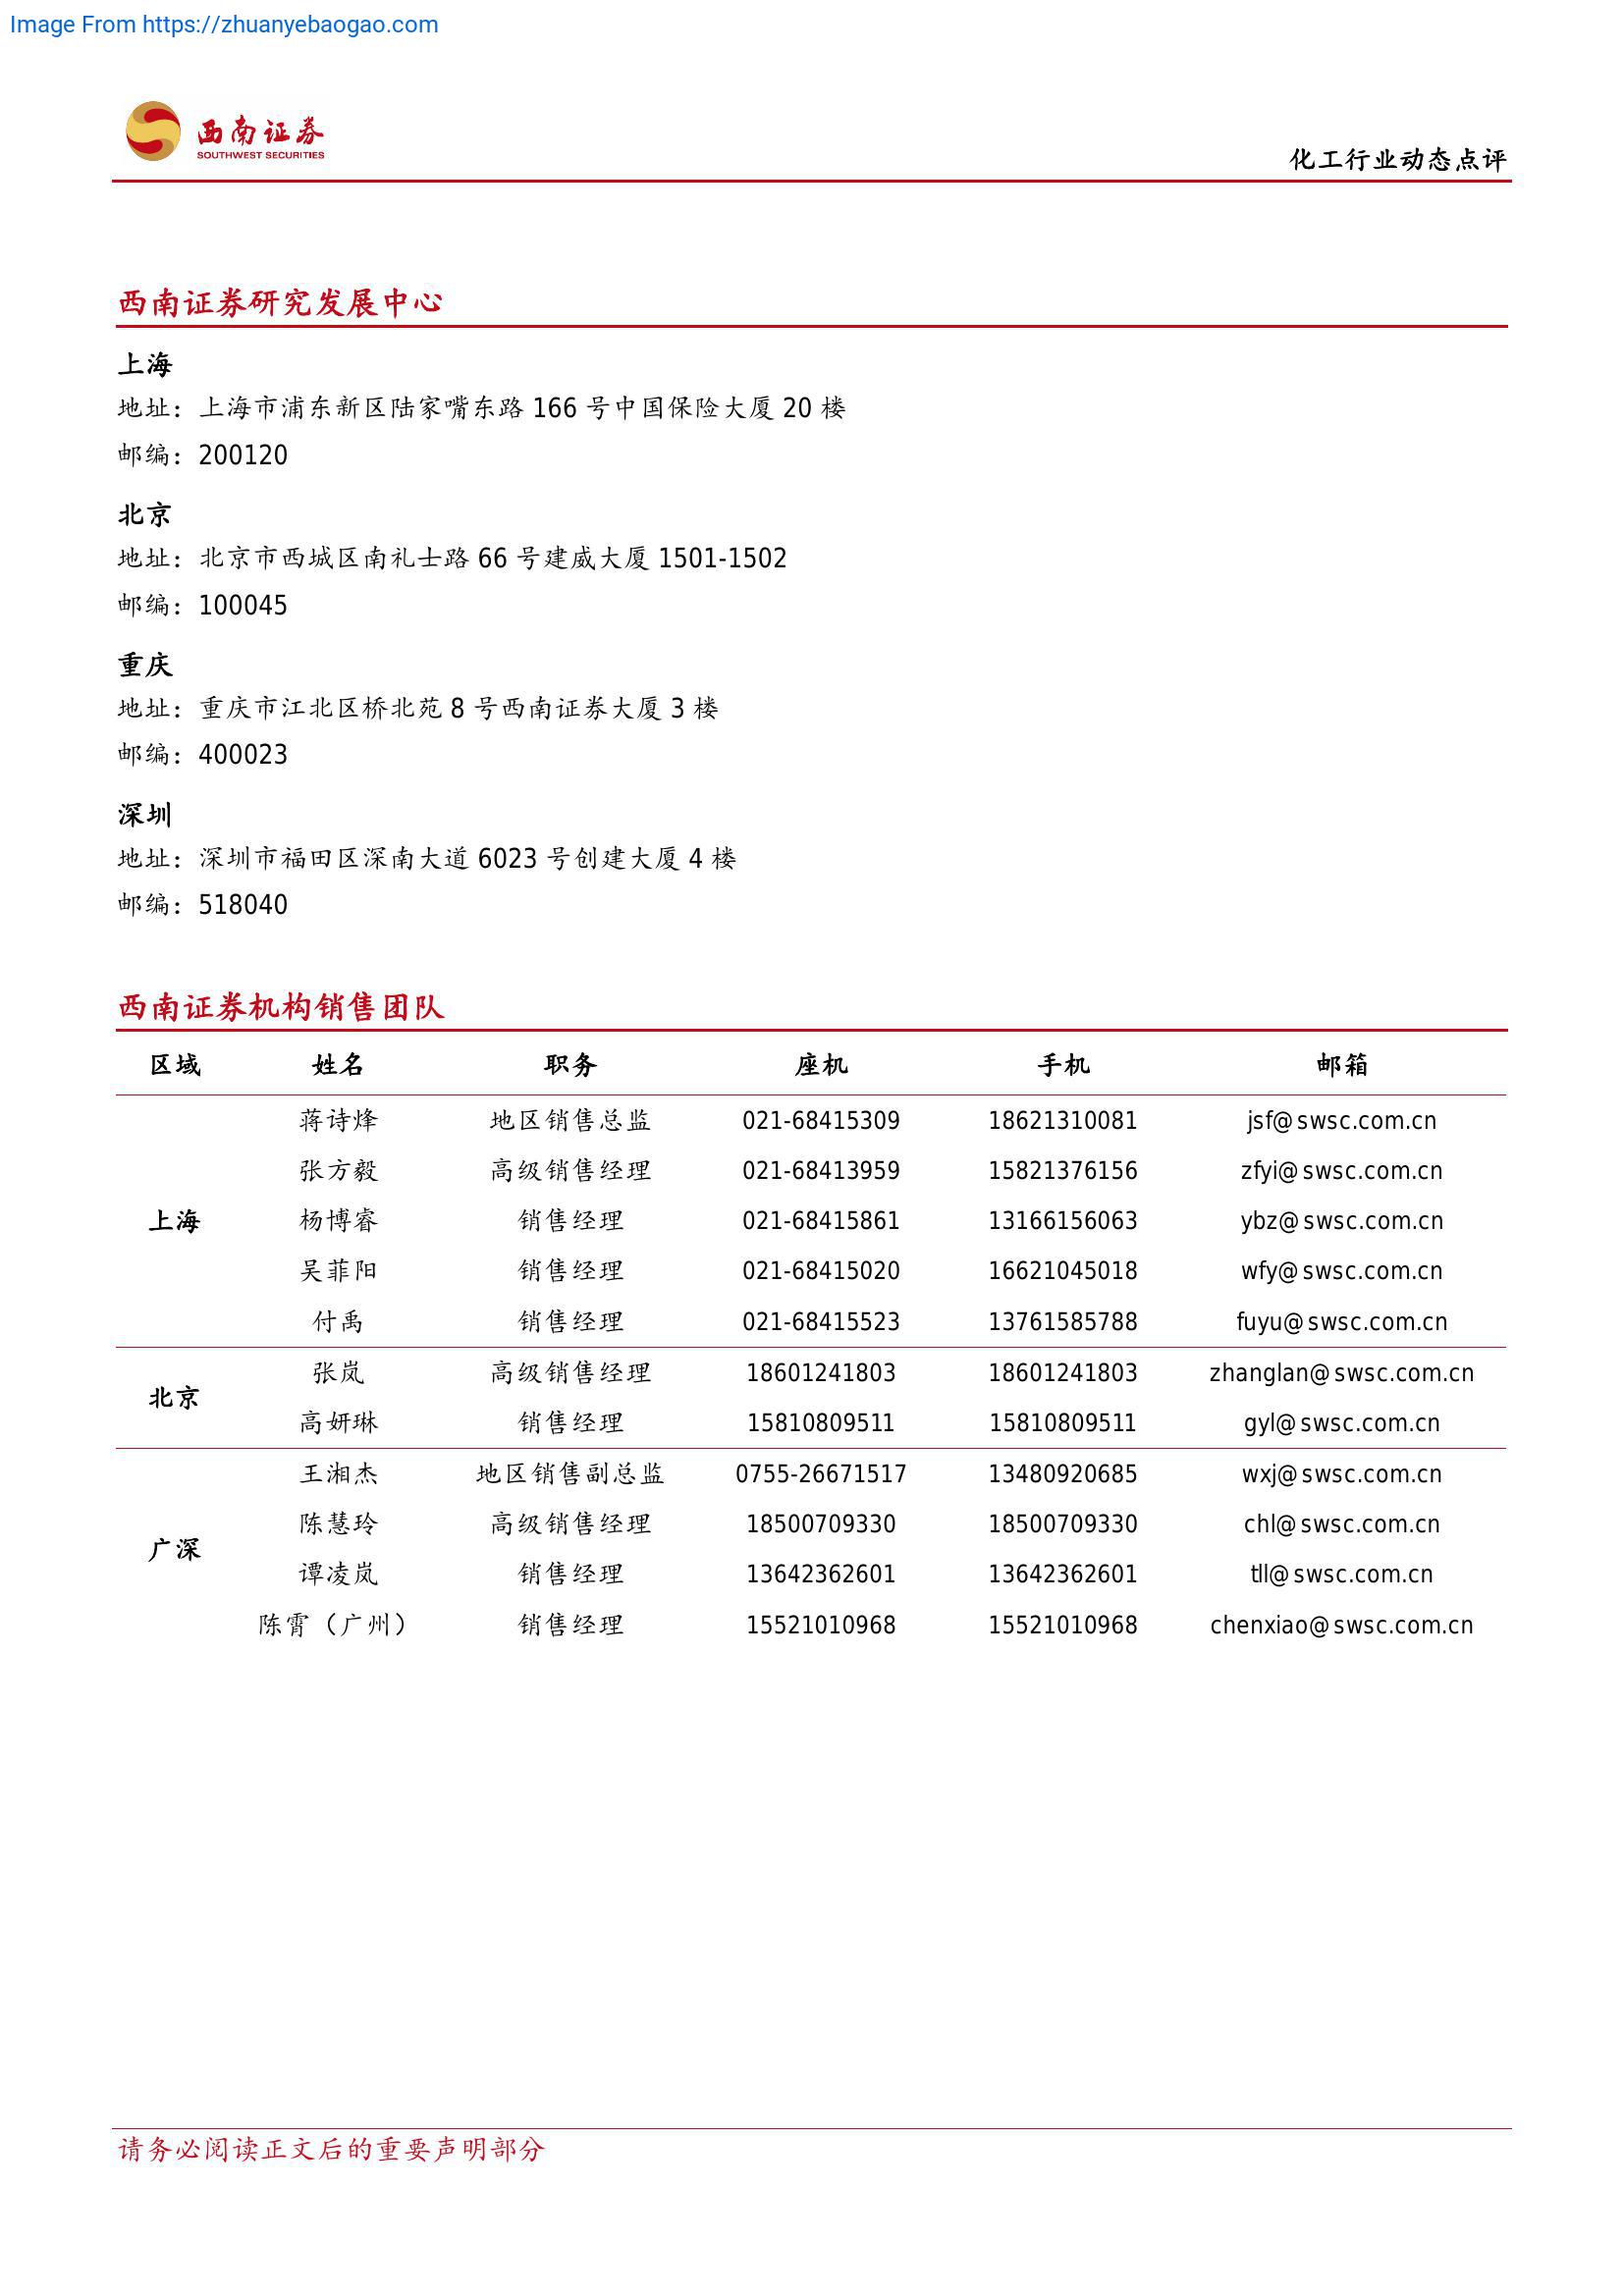 Image From https://zhuanyebaogao.com
西南证券
SOUTHWEST SECURITIES
化工行业动态点评
西南证券研究发展中心
上海
地址：上海市浦东新区陆家嘴东路 166 号中国保险大厦 20 楼
邮编：200120
北京
地址：北京市西城区南礼士路 66 号建威大厦 1501-1502
邮编：100045
重庆
地址：重庆市江北区桥北苑 8 号西南证券大厦 3 楼
邮编：400023
深圳
地址：深圳市福田区深南大道 6023 号创建大厦 4 楼
邮编：518040
西南证券机构销售团队
区域 姓名 职务 座机 手机 邮箱
上海
蒋诗烽 地区销售总监 021-68415309 18621310081 jsf@swsc.com.cn
张方毅 高级销售经理 021-68413959 15821376156 zfyi@swsc.com.cn
杨博睿 销售经理 021-68415861 13166156063 ybz@swsc.com.cn
吴菲阳 销售经理 021-68415020 16621045018 wfy@swsc.com.cn
付禹 销售经理 021-68415523 13761585788 fuyu@swsc.com.cn
北京
张岚 高级销售经理 18601241803 18601241803 zhanglan@swsc.com.cn
高妍琳 销售经理 15810809511 15810809511 gyl@swsc.com.cn
广深
王湘杰 地区销售副总监 0755-26671517 13480920685 wxj@swsc.com.cn
陈慧玲 高级销售经理 18500709330 18500709330 chl@swsc.com.cn
谭凌岚 销售经理 13642362601 13642362601 tll@swsc.com.cn
陈霄（广州） 销售经理 15521010968 15521010968 chenxiao@swsc.com.cn
请务必阅读正文后的重要声明部分